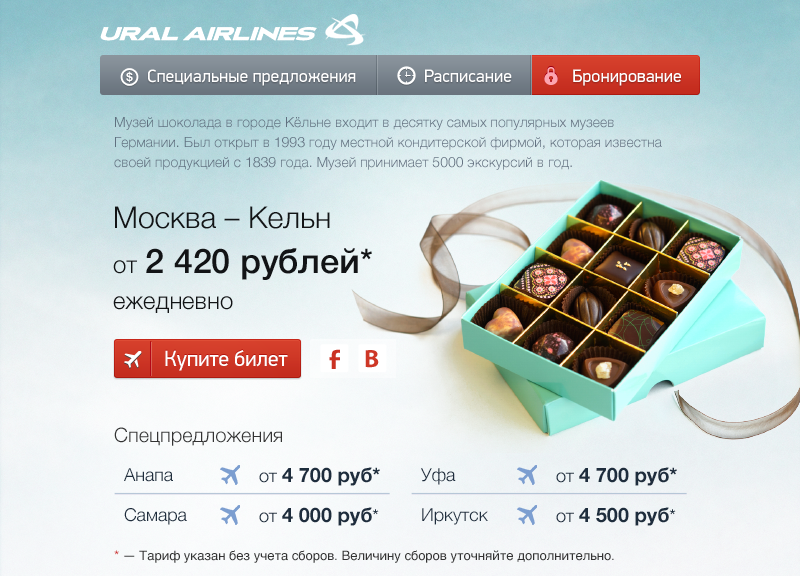 URAL AIRLINES
Специальные предложения
Расписание
Бронирование
Музей шоколада в городе Кёльне входит в десятку самых популярных музеев
Германии. Был открыт в 1993 году местной кондитерской фирмой, которая известна
своей продукцией с 1839 года. Музей принимает 5000 экскурсий в год.
Москва – Кельн
от 2 420 рублей*
ежедневно
Купите билет
f B
Спецпредложения
Анапа от 4 700 руб* Уфа от 4 700 руб*
Самара от 4 000 руб* Иркутск от 4 500 руб*
* — Тариф указан без учета сборов. Величину сборов уточняйте дополнительно.